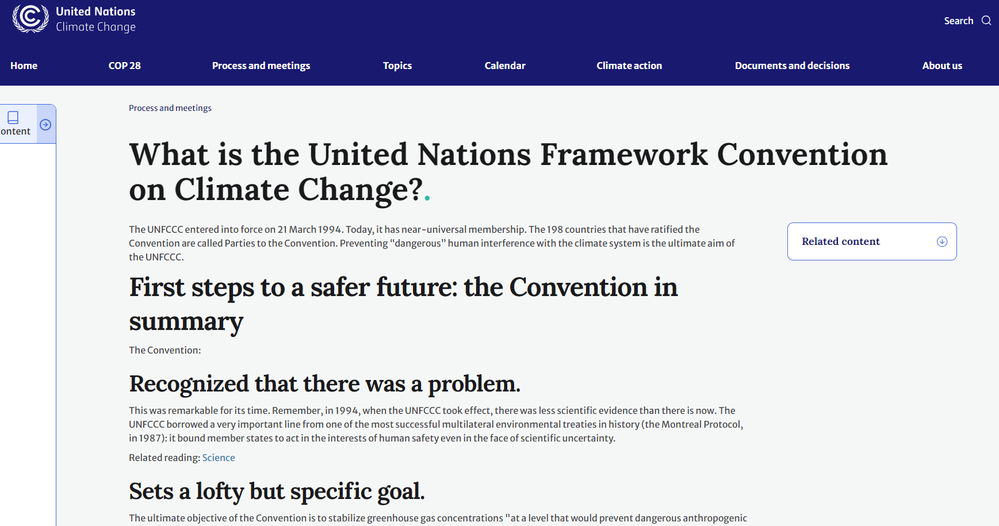 United Nations
Climate Change
Search
Home
COP 28
Process and meetings
Topics
Calendar
Climate action
Documents and decisions
About us
ontent
Process and meetings
What is the United Nations Framework Convention
on Climate Change?.
The UNFCCC entered into force on 21 March 1994. Today, it has near-universal membership. The 198 countries that have ratified the
Convention are called Parties to the Convention. Preventing “dangerous” human interference with the climate system is the ultimate aim of
the UNFCCC.
Related content
First steps to a safer future: the Convention in
summary
The Convention:
Recognized that there was a problem.
This was remarkable for its time. Remember, in 1994, when the UNFCCC took effect, there was less scientific evidence than there is now. The
UNFCCC borrowed a very important line from one of the most successful multilateral environmental treaties in history (the Montreal Protocol,
in 1987): it bound member states to act in the interests of human safety even in the face of scientific uncertainty.
Related reading: Science
Sets a lofty but specific goal.
The ultimate objective of the Convention is to stabilize greenhouse gas concentrations "at a level that would prevent dangerous anthropogenic